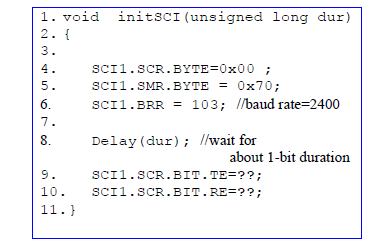 1. void initSCI(unsigned long dur)
2. {
3.
4. SCI1.SCR.BYTE=0x00 ;
5. SCI1.SMR.BYTE = 0x70;
6. SCI1.BRR = 103; //baud rate=2400
7.
8. Delay(dur); //wait for
about 1-bit duration
9. SCI1.SCR.BIT.TE=??;
10. SCI1.SCR.BIT.RE=??;
11.}